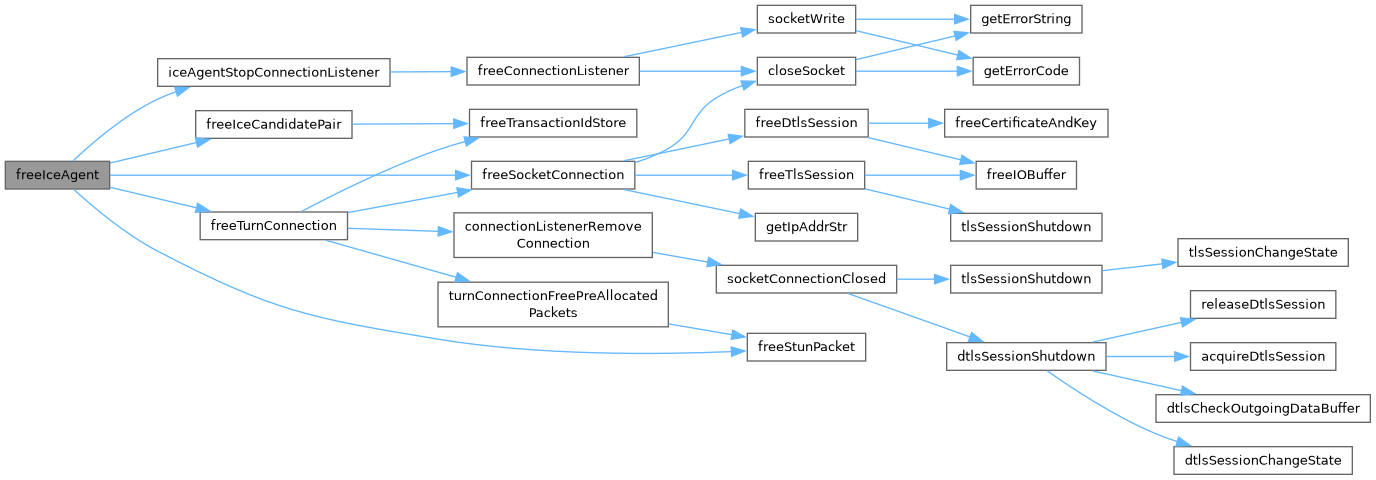 freeIceAgent
iceAgentStopConnectionListener
freeIceCandidatePair
freeTurnConnection
freeConnectionListener
freeTransactionIdStore
freeSocketConnection
connectionListenerRemove
Connection
turnConnectionFreePreAllocated
Packets
socketWrite
closeSocket
freeDtlsSession
freeTlsSession
getIpAddrStr
socketConnectionClosed
freeStunPacket
getErrorString
getErrorCode
freeCertificateAndKey
freeIOBuffer
tlsSessionShutdown
tlsSessionShutdown
dtlsSessionShutdown
tlsSessionChangeState
releaseDtlsSession
acquireDtlsSession
dtlsCheckOutgoingDataBuffer
dtlsSessionChangeState